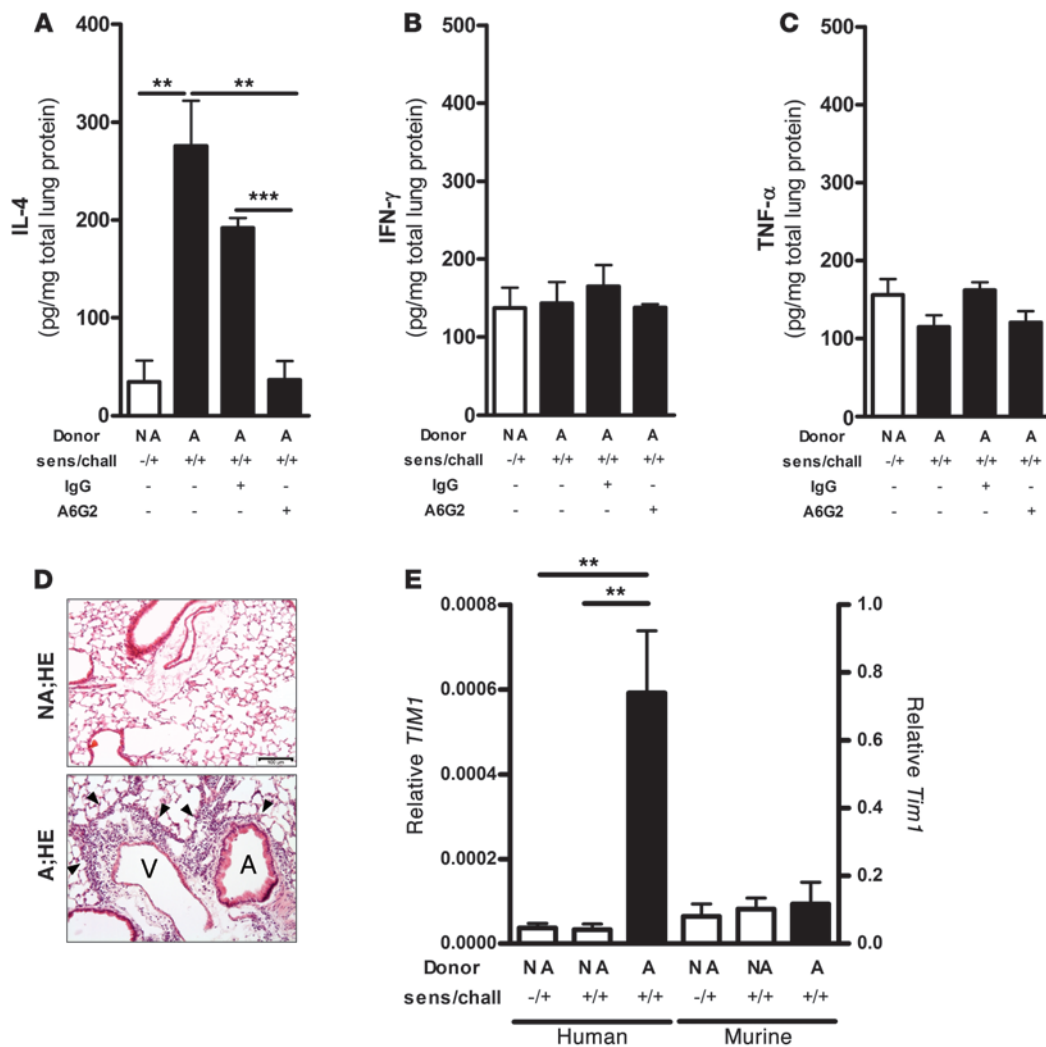 A
400
300
200
100
0
IL-4
(pg/mg total lung protein)
** **
***
Donor NA A A A
sens/chall -/+ +/+ +/+ +/+
IgG - - + -
A6G2 - - - +
B
500
400
300
200
100
0
IFN-γ
(pg/mg total lung protein)
Donor NA A A A
sens/chall -/+ +/+ +/+ +/+
IgG - - + -
A6G2 - - - +
C
500
400
300
200
100
0
TNF-α
(pg/mg total lung protein)
Donor NA A A A
sens/chall -/+ +/+ +/+ +/+
IgG - - + -
A6G2 - - - +
D
NA;HE
A;HE
V A
E
**
**
0.0008
0.0006
0.0004
0.0002
0.0000
Relative TIM1
1.0
0.8
0.6
0.4
0.2
0.0
Relative Tim1
Donor NA NA A NA NA A
sens/chall -/+ +/+ +/+ -/+ +/+ +/+
Human Murine